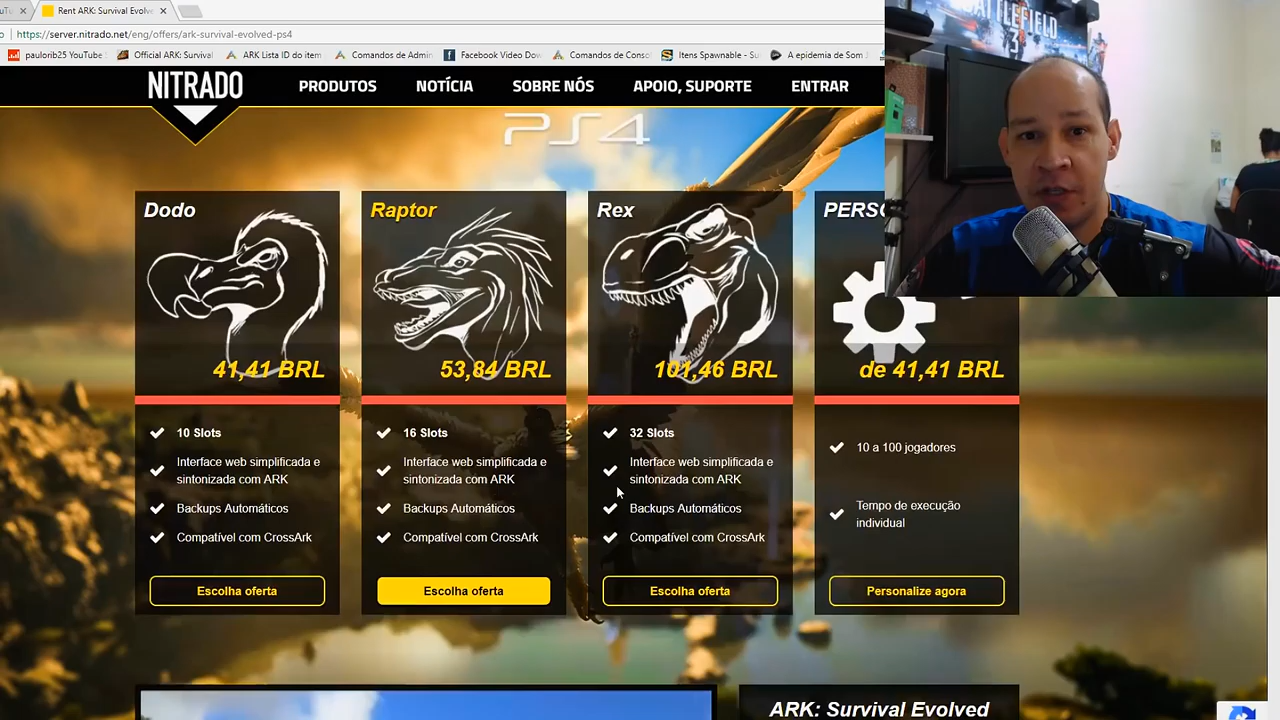 Rent ARK: Survival Evolve
https://server.nitrado.net/eng/offers/ark-survival-evolved-ps4
paulorib25 YouTube
Official ARK: Survival
ARK Lista ID do item
Comandos de Admin
Facebook Video Dow
Comandos de Conso
Itens Spawnable - Su
A epidemia de Som
NITRADO
PRODUTOS
NOTÍCIA
SOBRE NÓS
APOIO, SUPORTE
ENTRAR
BATTLEFIELD
3
PS4
Dodo
41,41 BRL
10 Slots
Interface web simplificada e
sintonizada com ARK
Backups Automáticos
Compatível com CrossArk
Escolha oferta
Raptor
53,84 BRL
16 Slots
Interface web simplificada e
sintonizada com ARK
Backups Automáticos
Compatível com CrossArk
Escolha oferta
Rex
101,46 BRL
32 Slots
Interface web simplificada e
sintonizada com ARK
Backups Automáticos
Compatível com CrossArk
Escolha oferta
PERSO
de 41,41 BRL
10 a 100 jogadores
Tempo de execução
individual
Personalize agora
ARK: Survival Evolved